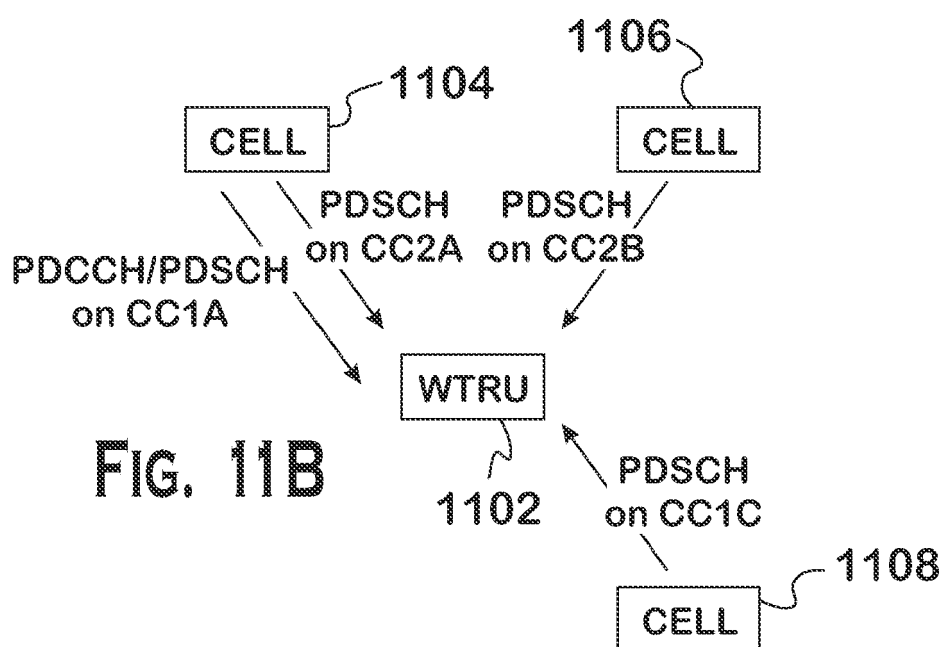 1106
1104
CELL
CELL
PDSCH
on CC2A
PDSCH
on CC2B
PDCCH/PDSCH
on CC1A
WTRU
FIG. 11B
1102
PDSCH
on CC1C
1108
CELL